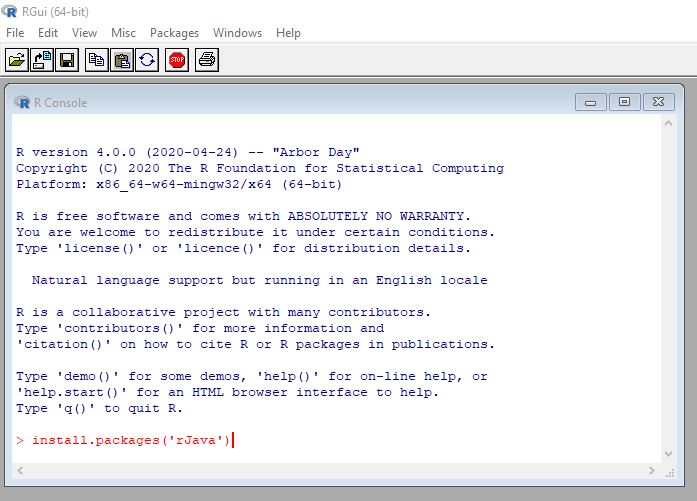 RGui (64-bit)
File Edit View Misc Packages Windows Help
STOP
R Console
R version 4.0.0 (2020-04-24) -- "Arbor Day"
Copyright (C) 2020 The R Foundation for Statistical Computing
Platform: x86_64-w64-mingw32/x64 (64-bit)
R is free software and comes with ABSOLUTELY NO WARRANTY.
You are welcome to redistribute it under certain conditions.
Type 'license()' or 'licence()' for distribution details.
Natural language support but running in an English locale
R is a collaborative project with many contributors.
Type 'contributors()' for more information and
'citation()' on how to cite R or R packages in publications.
Type 'demo()' for some demos, 'help()' for on-line help, or
'help.start()' for an HTML browser interface to help.
Type 'q()' to quit R.
> install.packages('rJava')